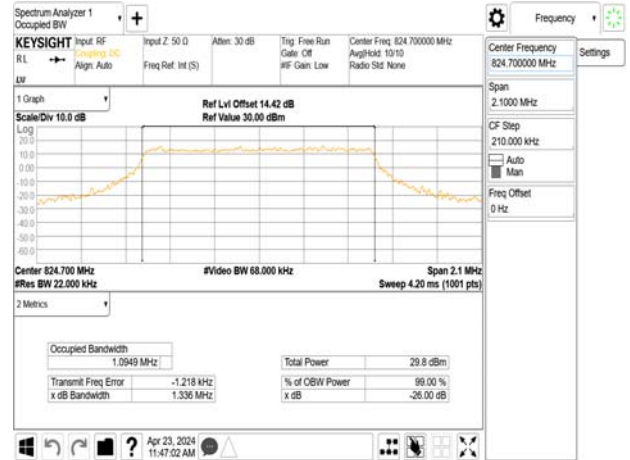 Spectrum Analyzer 1
Occupied BW
Frequency
KEYSIGHT
Input: RF
Input Z: 50 Ω
Atten: 30 dB
Trig: Free Run
Center Freq: 824.700000 MHz
RL
Coupling: DC
Gate: Off
Avg|Hold: 10/10
Align: Auto
Freq Ref: Int (S)
#IF Gain: Low
Radio Std: None
Center Frequency
824.700000 MHz
Settings
Span
2.1000 MHz
CF Step
210.000 kHz
Auto
Man
Freq Offset
0 Hz
1 Graph
Ref Lvl Offset 14.42 dB
Scale/Div 10.0 dB
Ref Value 30.00 dBm
Log
20.0
10.0
0.00
-10.0
-20.0
-30.0
-40.0
-50.0
-60.0
Center 824.700 MHz
#Video BW 68.000 kHz
Span 2.1 MHz
#Res BW 22.000 kHz
Sweep 4.20 ms (1001 pts)
2 Metrics
Occupied Bandwidth
1.0949 MHz
Total Power
29.8 dBm
Transmit Freq Error
-1.218 kHz
% of OBW Power
99.00 %
x dB Bandwidth
1.336 MHz
x dB
-26.00 dB
?
Apr 23, 2024
11:47:02 AM